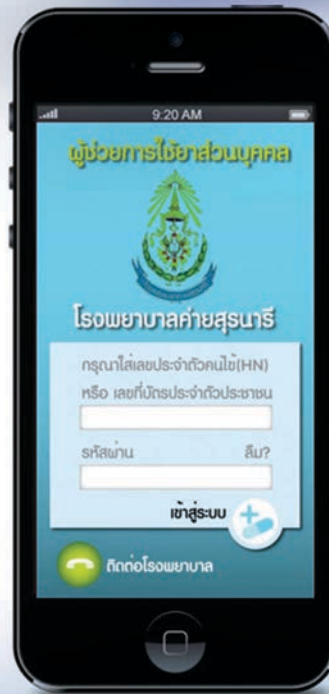 9:20 AM
ผู้ช่วยการใช้ยาส่วนบุคคล
โรงพยาบาลค่ายสุรนารี
กรุณาใส่เลขประจำตัวคนไข้(HN)
หรือ เลขที่บัตรประจำตัวประชาชน
รหัสผ่าน ลืม?
เข้าสู่ระบบ
ติดต่อโรงพยาบาล